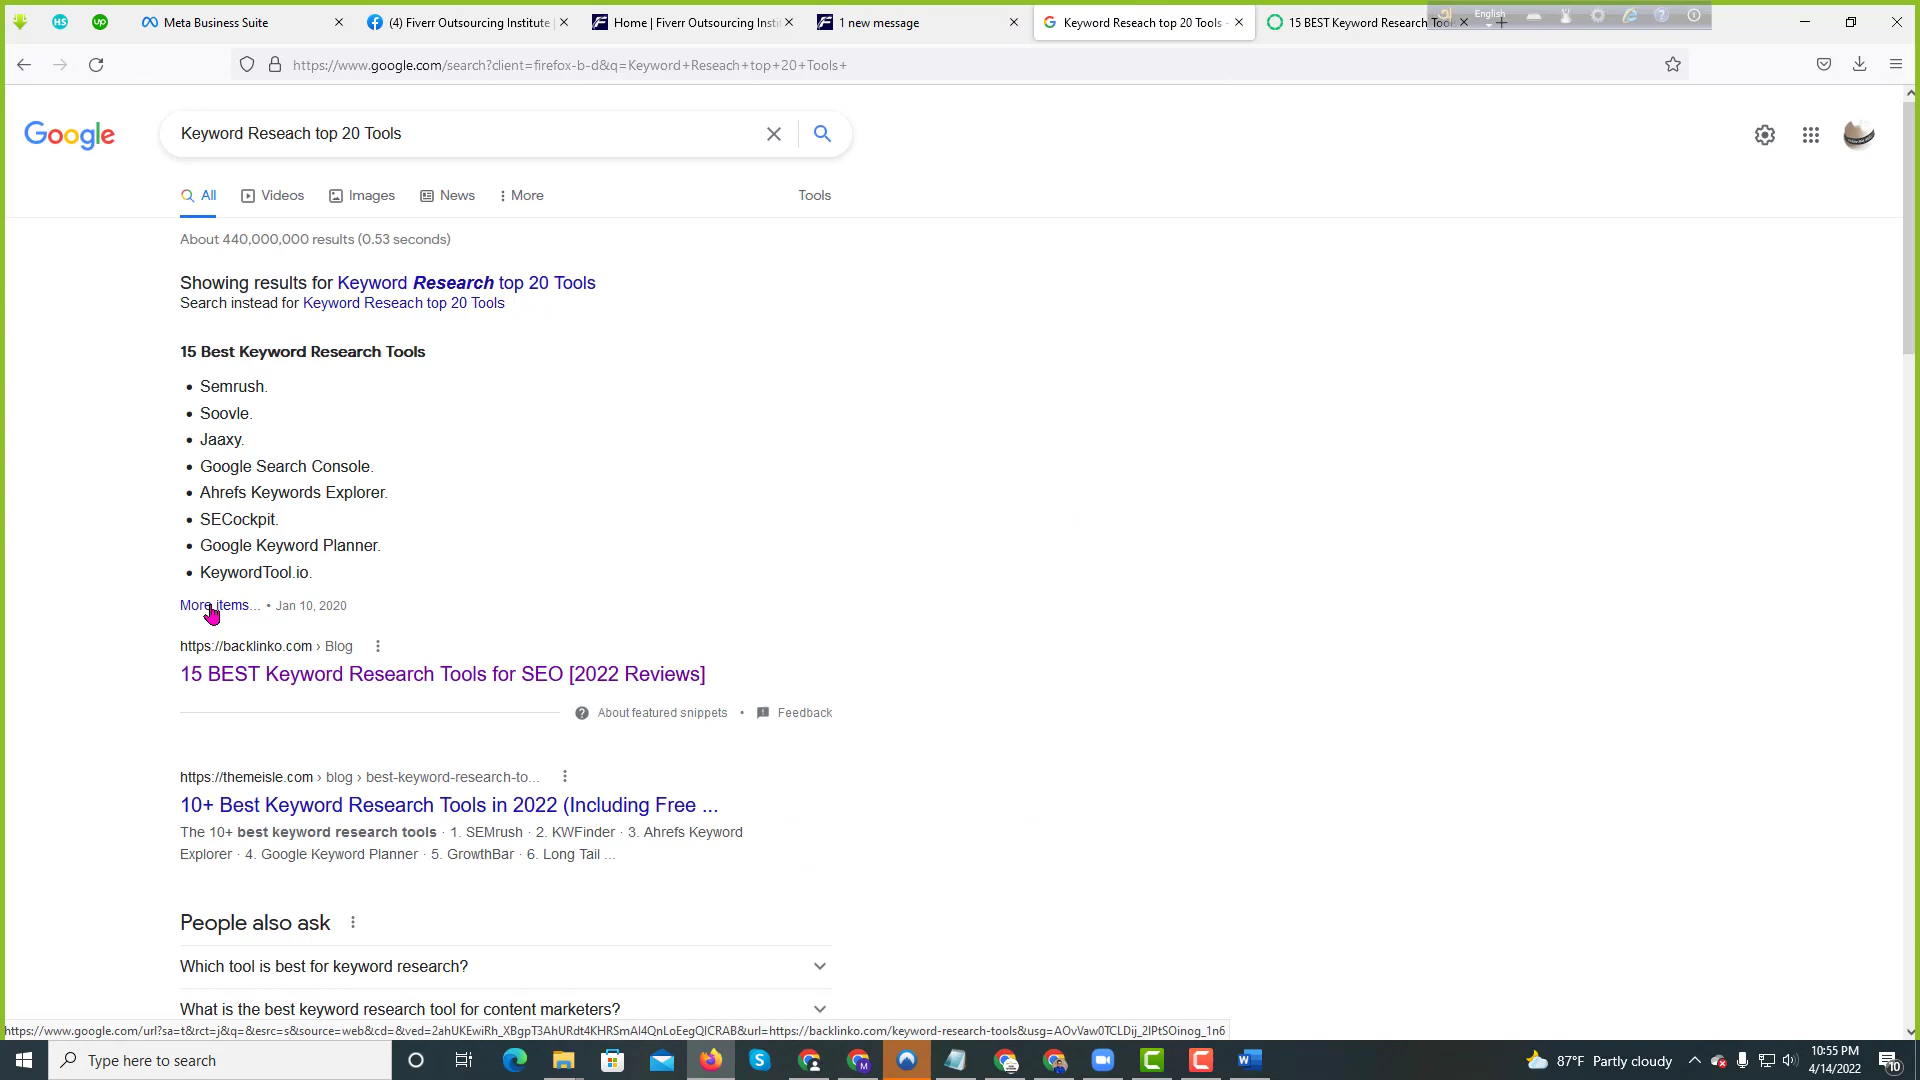 Meta Business Suite
(4) Fiverr Outsourcing Institute |
Home | Fiverr Outsourcing Insti
1 new message
Keyword Reseach top 20 Tools -
15 BEST Keyword Research Tool
English
https://www.google.com/search?client=firefox-b-d&q=Keyword+Reseach+top+20+Tools+
Google
Keyword Reseach top 20 Tools
All
Videos
Images
News
More
Tools
About 440,000,000 results (0.53 seconds)
Showing results for Keyword Research top 20 Tools
Search instead for Keyword Reseach top 20 Tools
15 Best Keyword Research Tools
Semrush.
Soovle.
Jaaxy.
Google Search Console.
Ahrefs Keywords Explorer.
SECockpit.
Google Keyword Planner.
KeywordTool.io.
More items... • Jan 10, 2020
https://backlinko.com › Blog
15 BEST Keyword Research Tools for SEO [2022 Reviews]
About featured snippets • Feedback
https://themeisle.com › blog › best-keyword-research-to...
10+ Best Keyword Research Tools in 2022 (Including Free ...
The 10+ best keyword research tools · 1. SEMrush · 2. KWFinder · 3. Ahrefs Keyword
Explorer · 4. Google Keyword Planner · 5. GrowthBar · 6. Long Tail ...
People also ask
Which tool is best for keyword research?
What is the best keyword research tool for content marketers?
Type here to search
87°F Partly cloudy
10:55 PM
4/14/2022
10